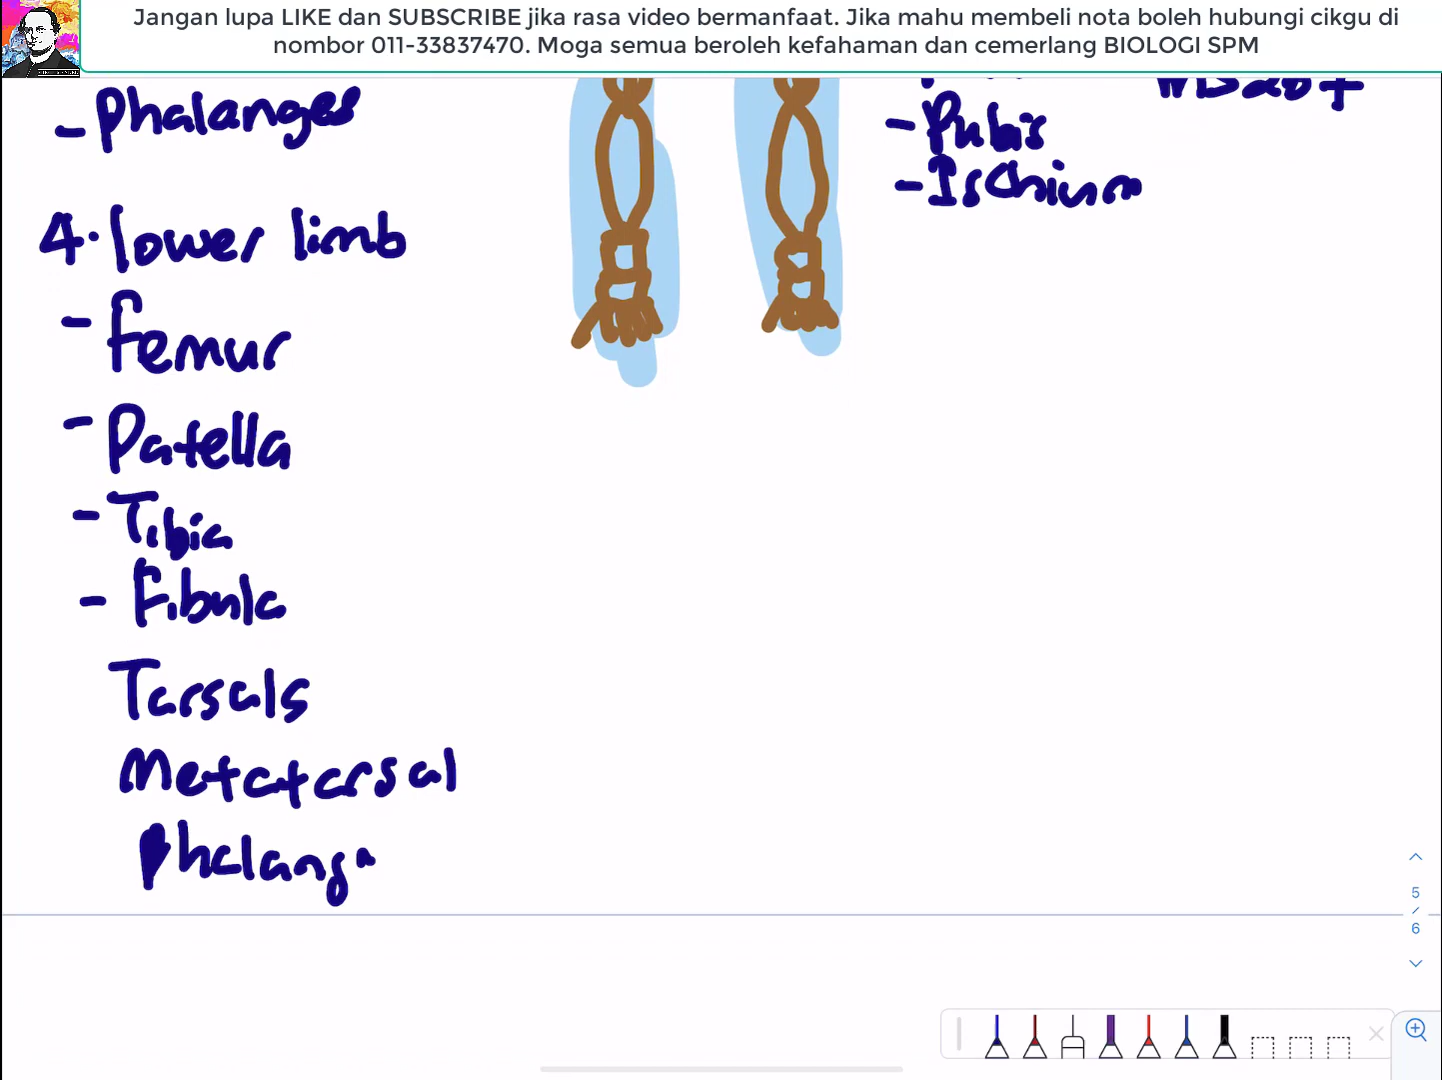 Jangan lupa LIKE dan SUBSCRIBE jika rasa video bermanfaat. Jika mahu membeli nota boleh hubungi cikgu di
nombor 011-33837470. Moga semua beroleh kefahaman dan cemerlang BIOLOGI SPM
- Phalanges
- Pubis
- Ischium
4. lower limb
- femur
- Patella
- Tibia
- Fibula
Tarsals
Metatarsal
5
/
6